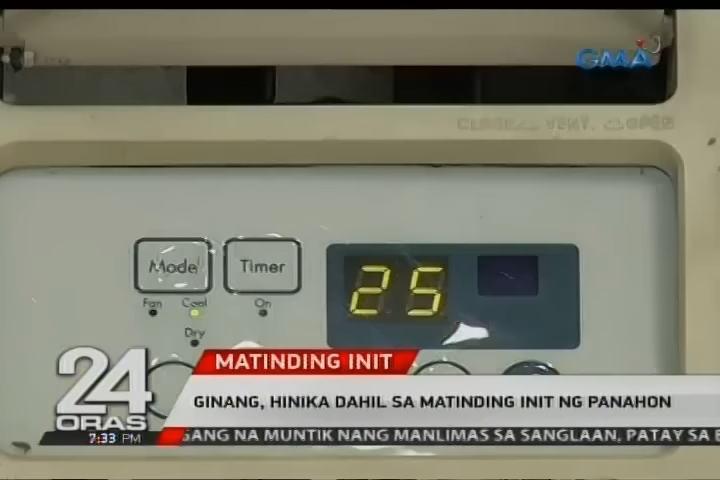 GMA
CLOSE VENT. OPEN
Mode Timer
Fan Cool On
Dry
25
MATINDING INIT
24 ORAS
GINANG, HINIKA DAHIL SA MATINDING INIT NG PANAHON
7:33 PM
SANG NA MUNTIK NANG MANLIMAS SA SANGLAAN, PATAY SA